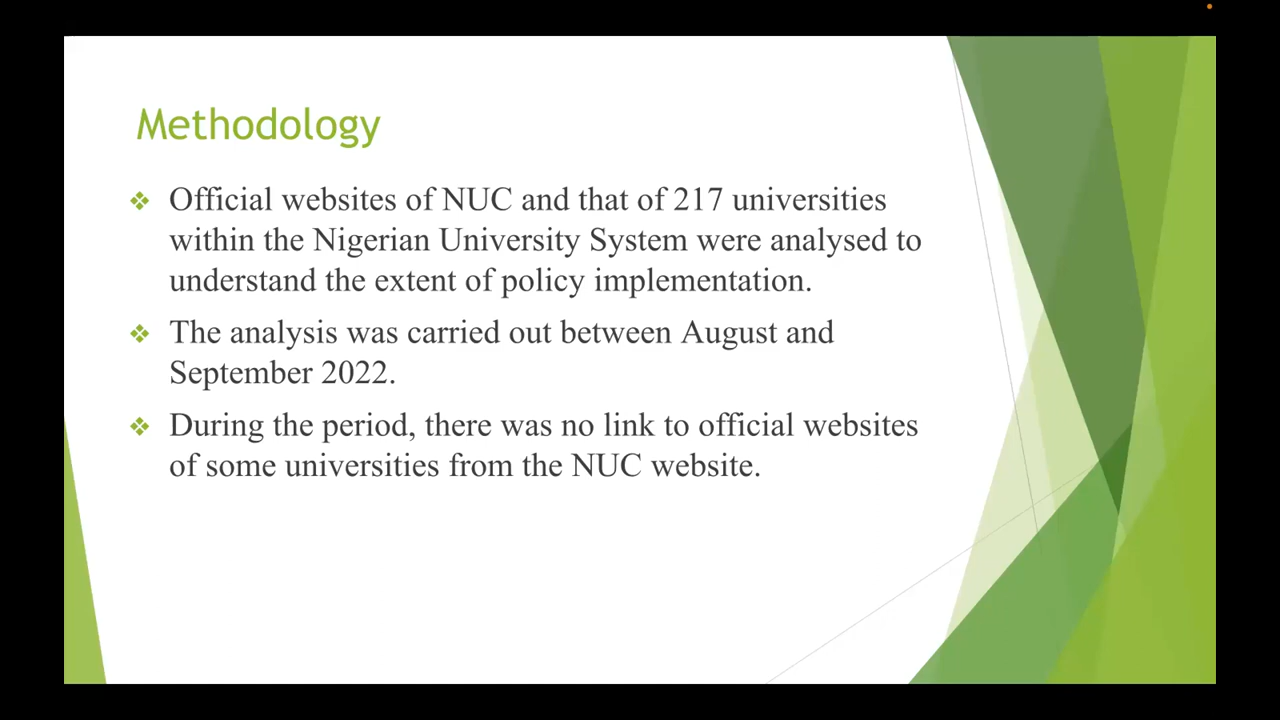 Methodology
Official websites of NUC and that of 217 universities
within the Nigerian University System were analysed to
understand the extent of policy implementation.
The analysis was carried out between August and
September 2022.
During the period, there was no link to official websites
of some universities from the NUC website.